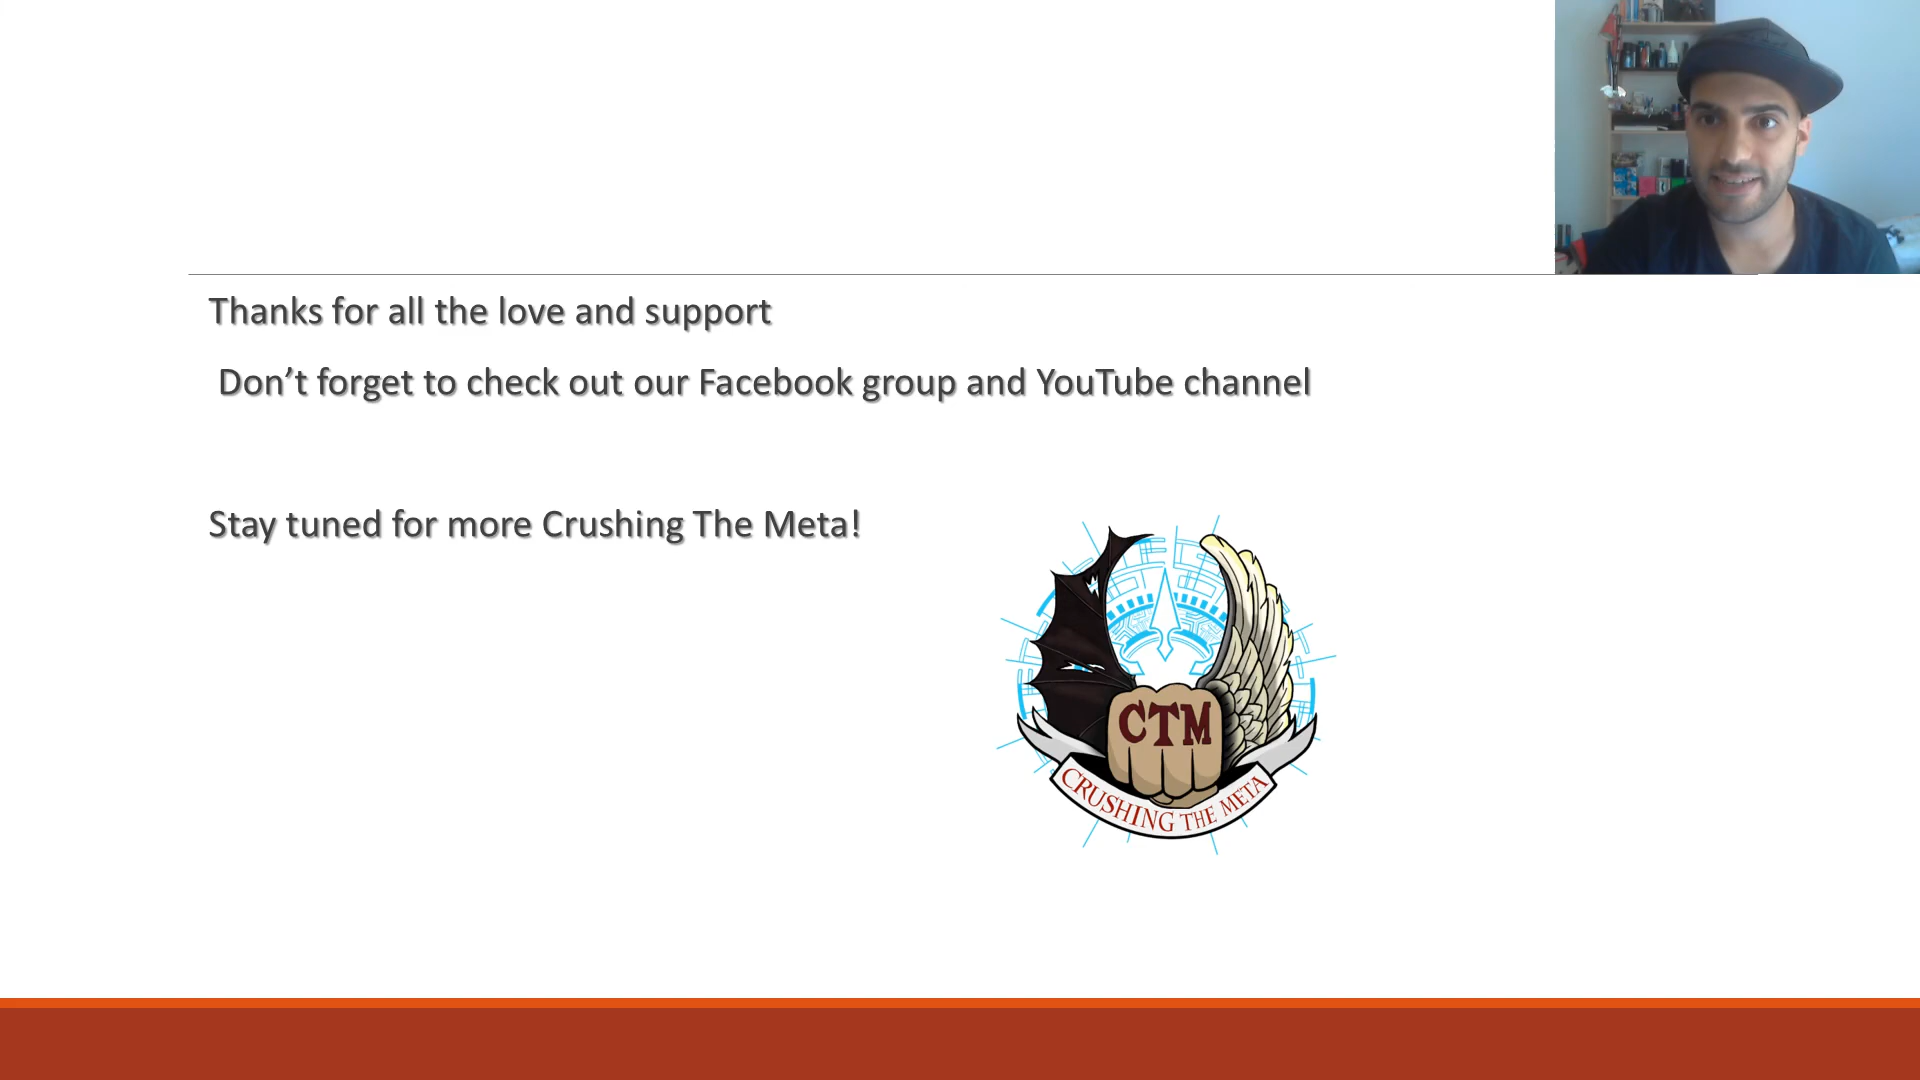 Thanks for all the love and support
Don’t forget to check out our Facebook group and YouTube channel
Stay tuned for more Crushing The Meta!
CTM
CRUSHING THE META